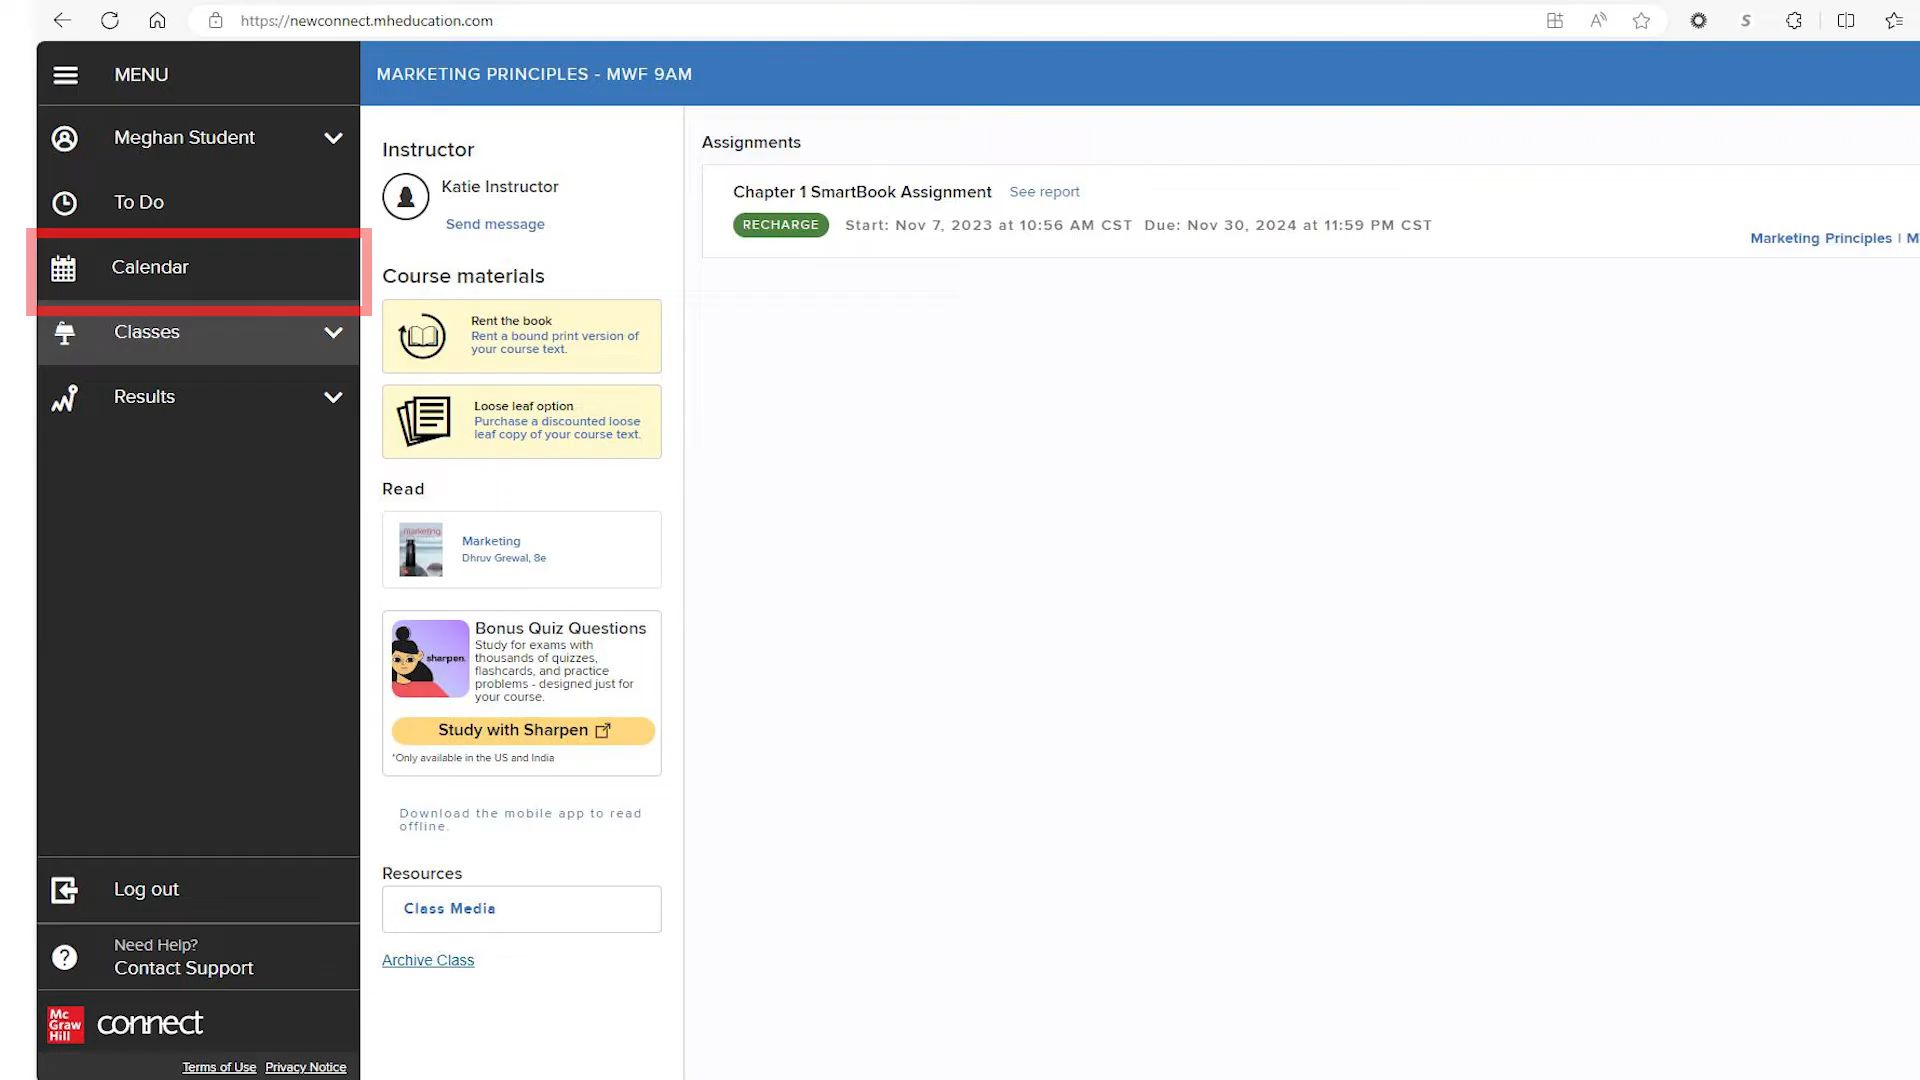 https://newconnect.mheducation.com
MENU
Meghan Student
To Do
Calendar
Classes
Results
Log out
Need Help?
Contact Support
Mc
Graw
Hill
connect
Terms of Use Privacy Notice
MARKETING PRINCIPLES - MWF 9AM
Instructor
Katie Instructor
Send message
Course materials
Rent the book
Rent a bound print version of
your course text.
Loose leaf option
Purchase a discounted loose
leaf copy of your course text.
Read
marketing
Marketing
Dhruv Grewal, 8e
sharpen.
Bonus Quiz Questions
Study for exams with
thousands of quizzes,
flashcards, and practice
problems - designed just for
your course.
Study with Sharpen
*Only available in the US and India
Download the mobile app to read
offline.
Resources
Class Media
Archive Class
Assignments
Chapter 1 SmartBook Assignment See report
RECHARGE Start: Nov 7, 2023 at 10:56 AM CST Due: Nov 30, 2024 at 11:59 PM CST
Marketing Principles | M